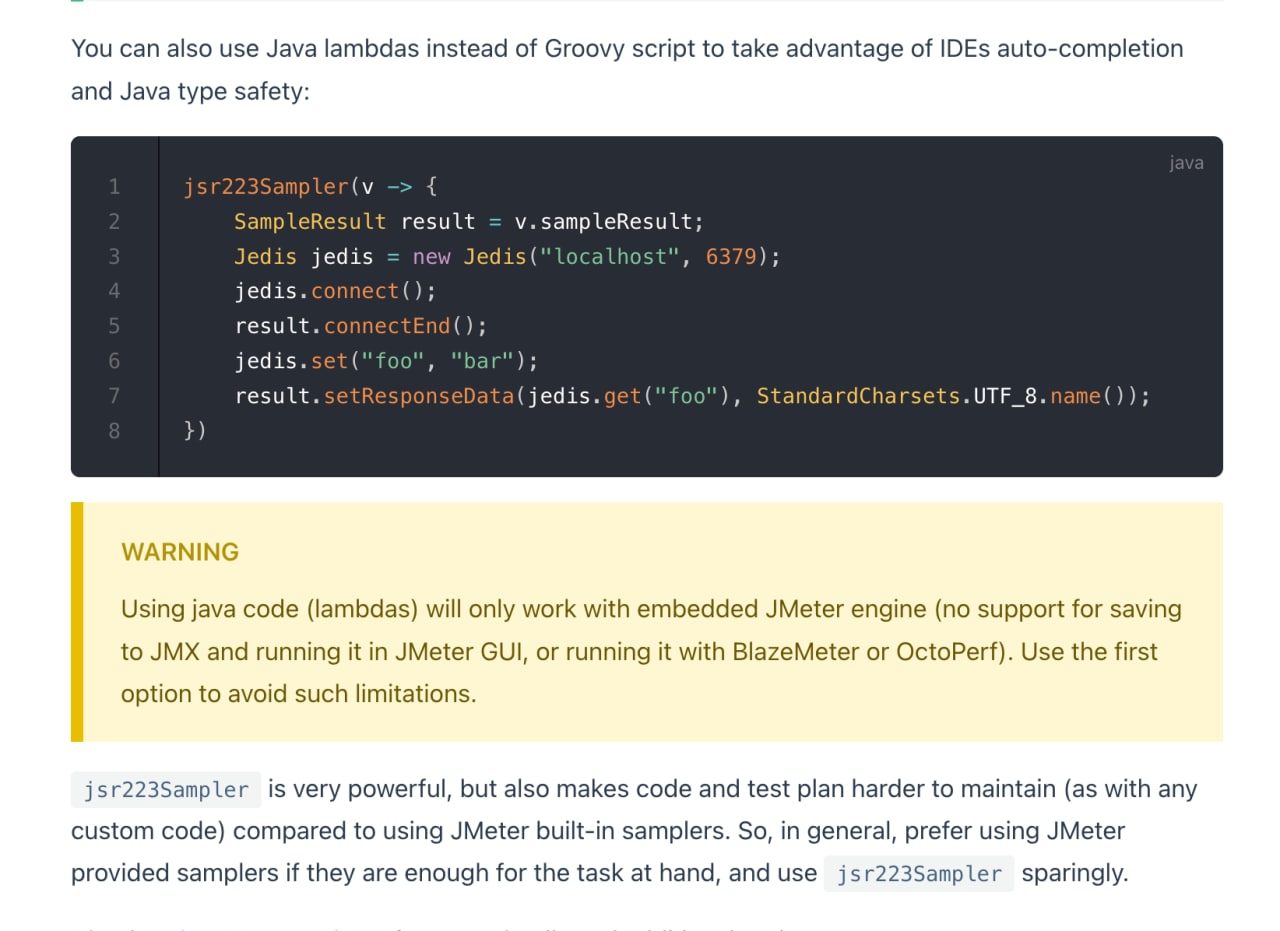 You can also use Java lambdas instead of Groovy script to take advantage of IDEs auto-completion
and Java type safety:
java
1 jsr223Sampler(v -> {
2     SampleResult result = v.sampleResult;
3     Jedis jedis = new Jedis("localhost", 6379);
4     jedis.connect();
5     result.connectEnd();
6     jedis.set("foo", "bar");
7     result.setResponseData(jedis.get("foo"), StandardCharsets.UTF_8.name());
8 })
WARNING
Using java code (lambdas) will only work with embedded JMeter engine (no support for saving
to JMX and running it in JMeter GUI, or running it with BlazeMeter or OctoPerf). Use the first
option to avoid such limitations.
jsr223Sampler is very powerful, but also makes code and test plan harder to maintain (as with any
custom code) compared to using JMeter built-in samplers. So, in general, prefer using JMeter
provided samplers if they are enough for the task at hand, and use jsr223Sampler sparingly.